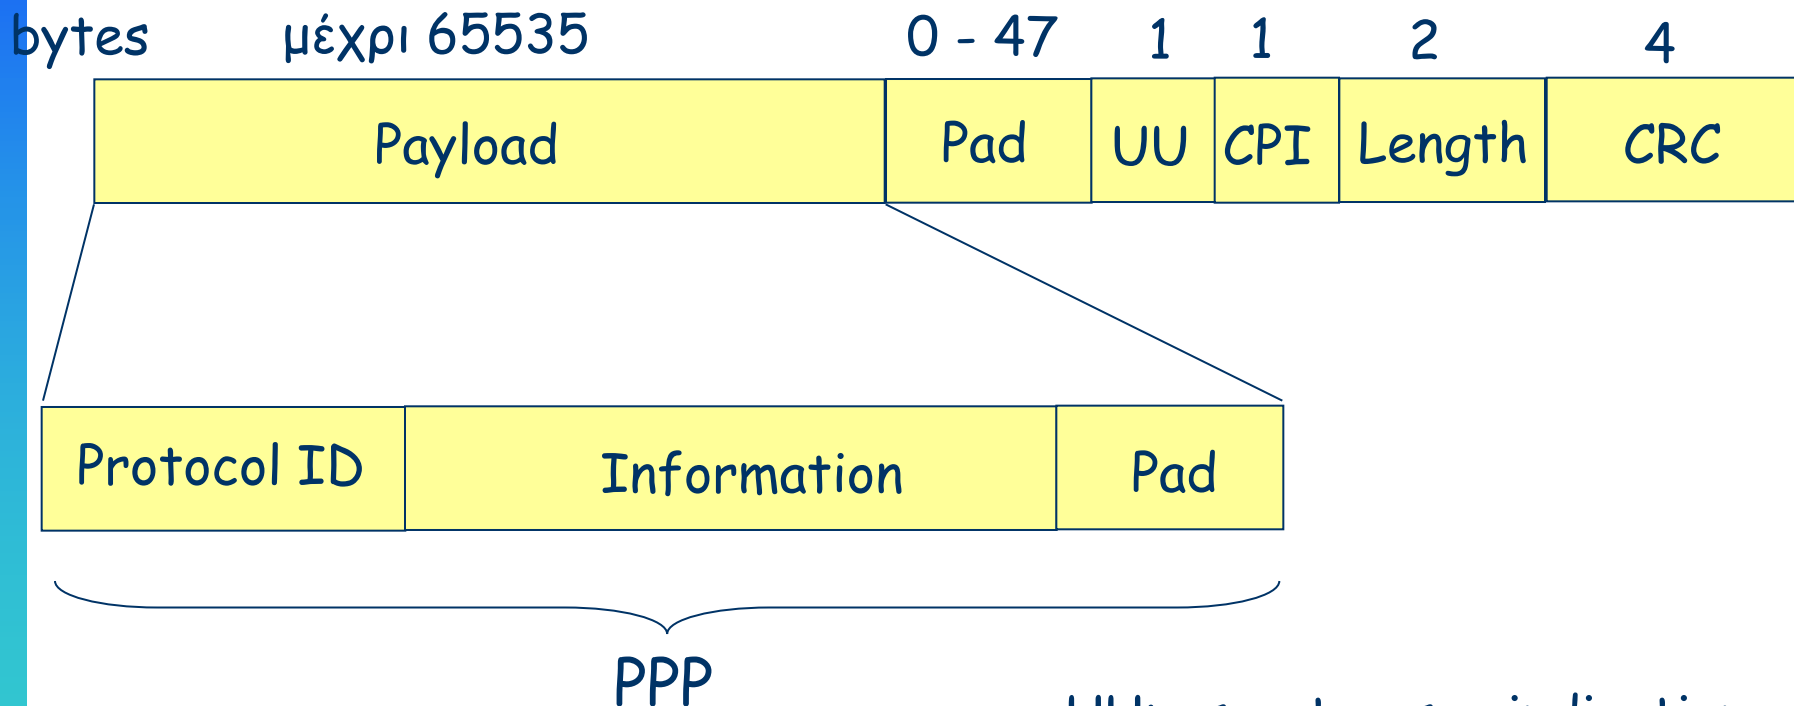 bytes μέχρι 65535 0 - 47 1 1 2 4
Payload Pad UU CPI Length CRC
Protocol ID Information Pad
PPP